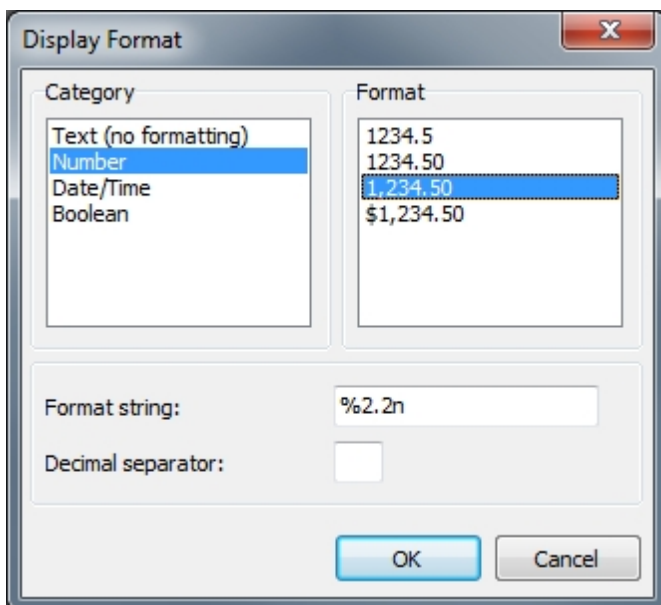 Display Format
Category
Text (no formatting)
Number
Date/Time
Boolean
Format
1234.5
1234.50
1,234.50
$1,234.50
Format string:
%2.2n
Decimal separator:
OK
Cancel